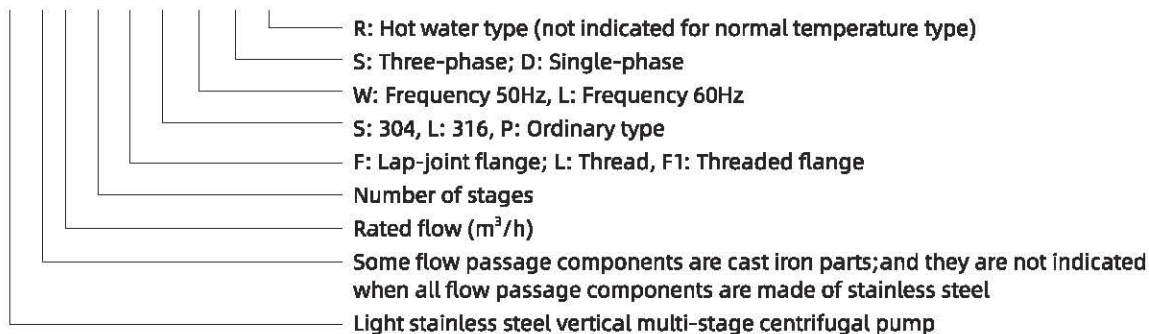 R: Hot water type (not indicated for normal temperature type)
S: Three-phase; D: Single-phase
W: Frequency 50Hz, L: Frequency 60Hz
S: 304, L: 316, P: Ordinary type
F: Lap-joint flange; L: Thread, F1: Threaded flange
Number of stages
Rated flow (m³/h)
Some flow passage components are cast iron parts;and they are not indicated
when all flow passage components are made of stainless steel
Light stainless steel vertical multi-stage centrifugal pump